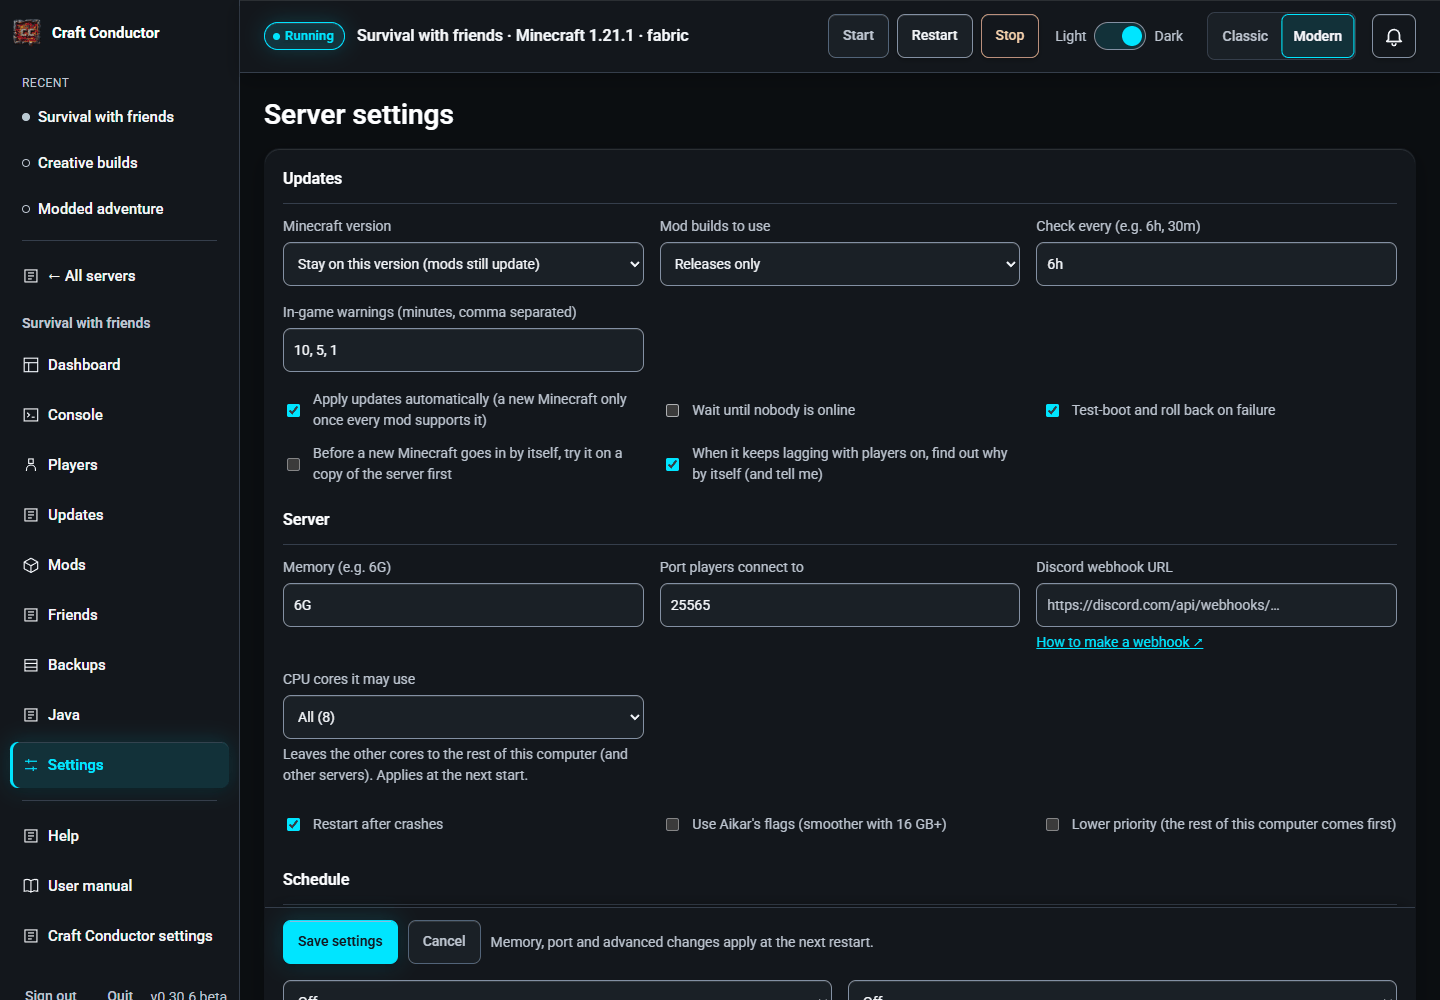 Craft Conductor
RECENT
Survival with friends
Creative builds
Modded adventure
← All servers
Survival with friends
Dashboard
Console
Players
Updates
Mods
Friends
Backups
Java
Settings
Help
User manual
Craft Conductor settings
Sign out Quit v0.30.6 beta
Running
Survival with friends · Minecraft 1.21.1 · fabric
Start
Restart
Stop
Light
Dark
Classic
Modern
Server settings
Updates
Minecraft version
Stay on this version (mods still update)
Mod builds to use
Releases only
Check every (e.g. 6h, 30m)
6h
In-game warnings (minutes, comma separated)
10, 5, 1
Apply updates automatically (a new Minecraft only
once every mod supports it)
Wait until nobody is online
Test-boot and roll back on failure
Before a new Minecraft goes in by itself, try it on a
copy of the server first
When it keeps lagging with players on, find out why
by itself (and tell me)
Server
Memory (e.g. 6G)
6G
Port players connect to
25565
Discord webhook URL
https://discord.com/api/webhooks/…
How to make a webhook ↗
CPU cores it may use
All (8)
Leaves the other cores to the rest of this computer (and
other servers). Applies at the next start.
Restart after crashes
Use Aikar's flags (smoother with 16 GB+)
Lower priority (the rest of this computer comes first)
Schedule
Save settings
Cancel
Memory, port and advanced changes apply at the next restart.
Off
Off